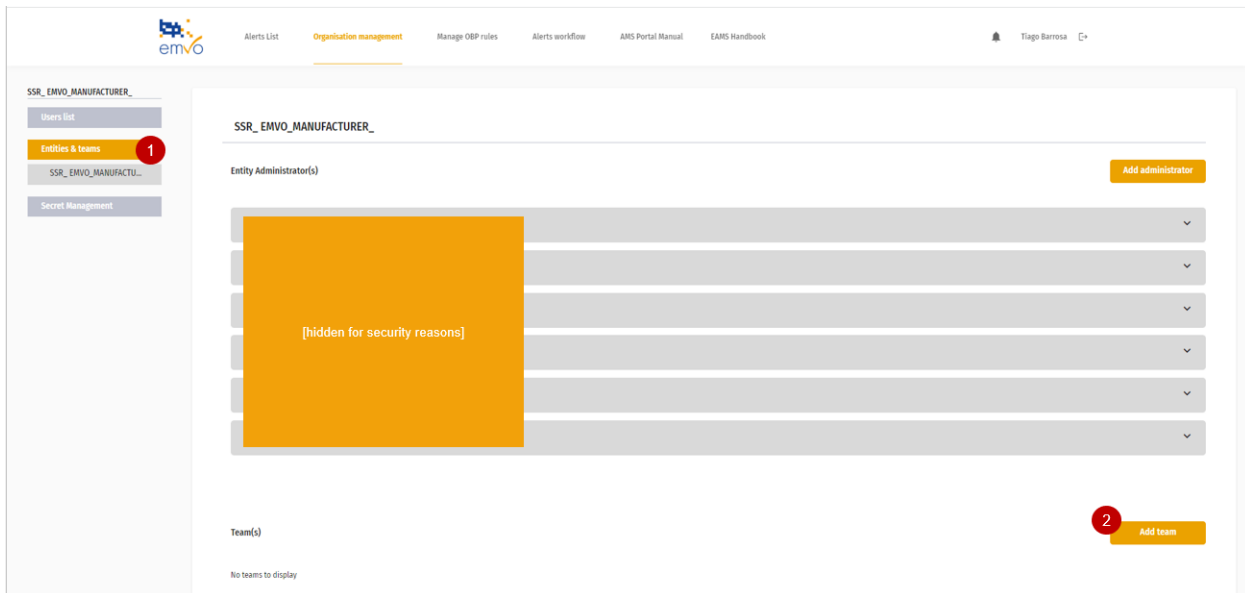 emvo
Alerts List
Organisation management
Manage OBP rules
Alerts workflow
AMS Portal Manual
EAMS Handbook
Tiago Barrosa
SSR_ EMVO_MANUFACTURER_
Users list
Entities & teams
1
SSR_ EMVO_MANUFACTU...
Secret Management
SSR_ EMVO_MANUFACTURER_
Entity Administrator(s)
Add administrator
[hidden for security reasons]
Team(s)
2
Add team
No teams to display